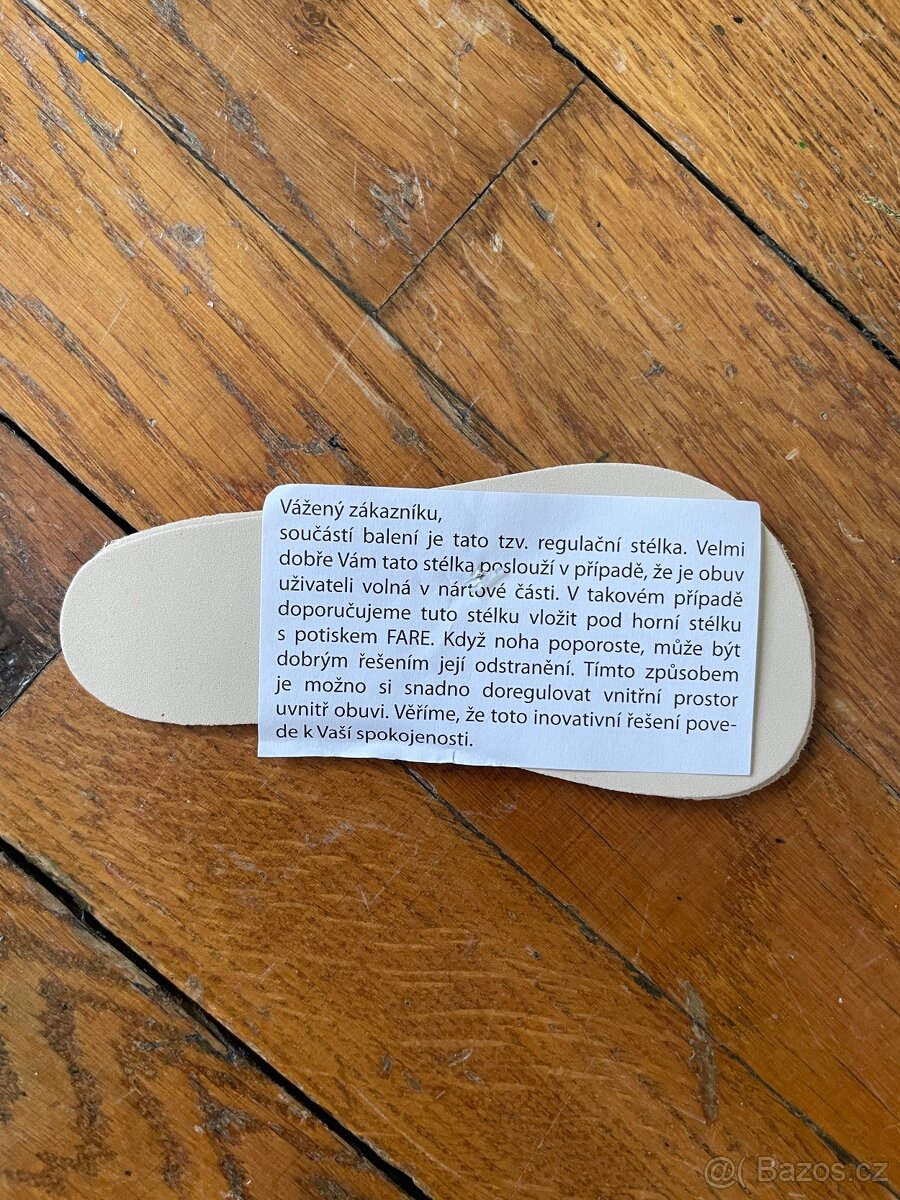 Vážený zákazníku,
součástí balení je tato tzv. regulační stélka. Velmi
dobře Vám tato stélka poslouží v případě, že je obuv
uživateli volná v nártové části. V takovém případě
doporučujeme tuto stélku vložit pod horní stélku
s potiskem FARE. Když noha poporoste, může být
dobrým řešením její odstranění. Tímto způsobem
je možno si snadno doregulovat vnitřní prostor
uvnitř obuvi. Věříme, že toto inovativní řešení pove-
de k Vaší spokojenosti.
@( Bazos.cz